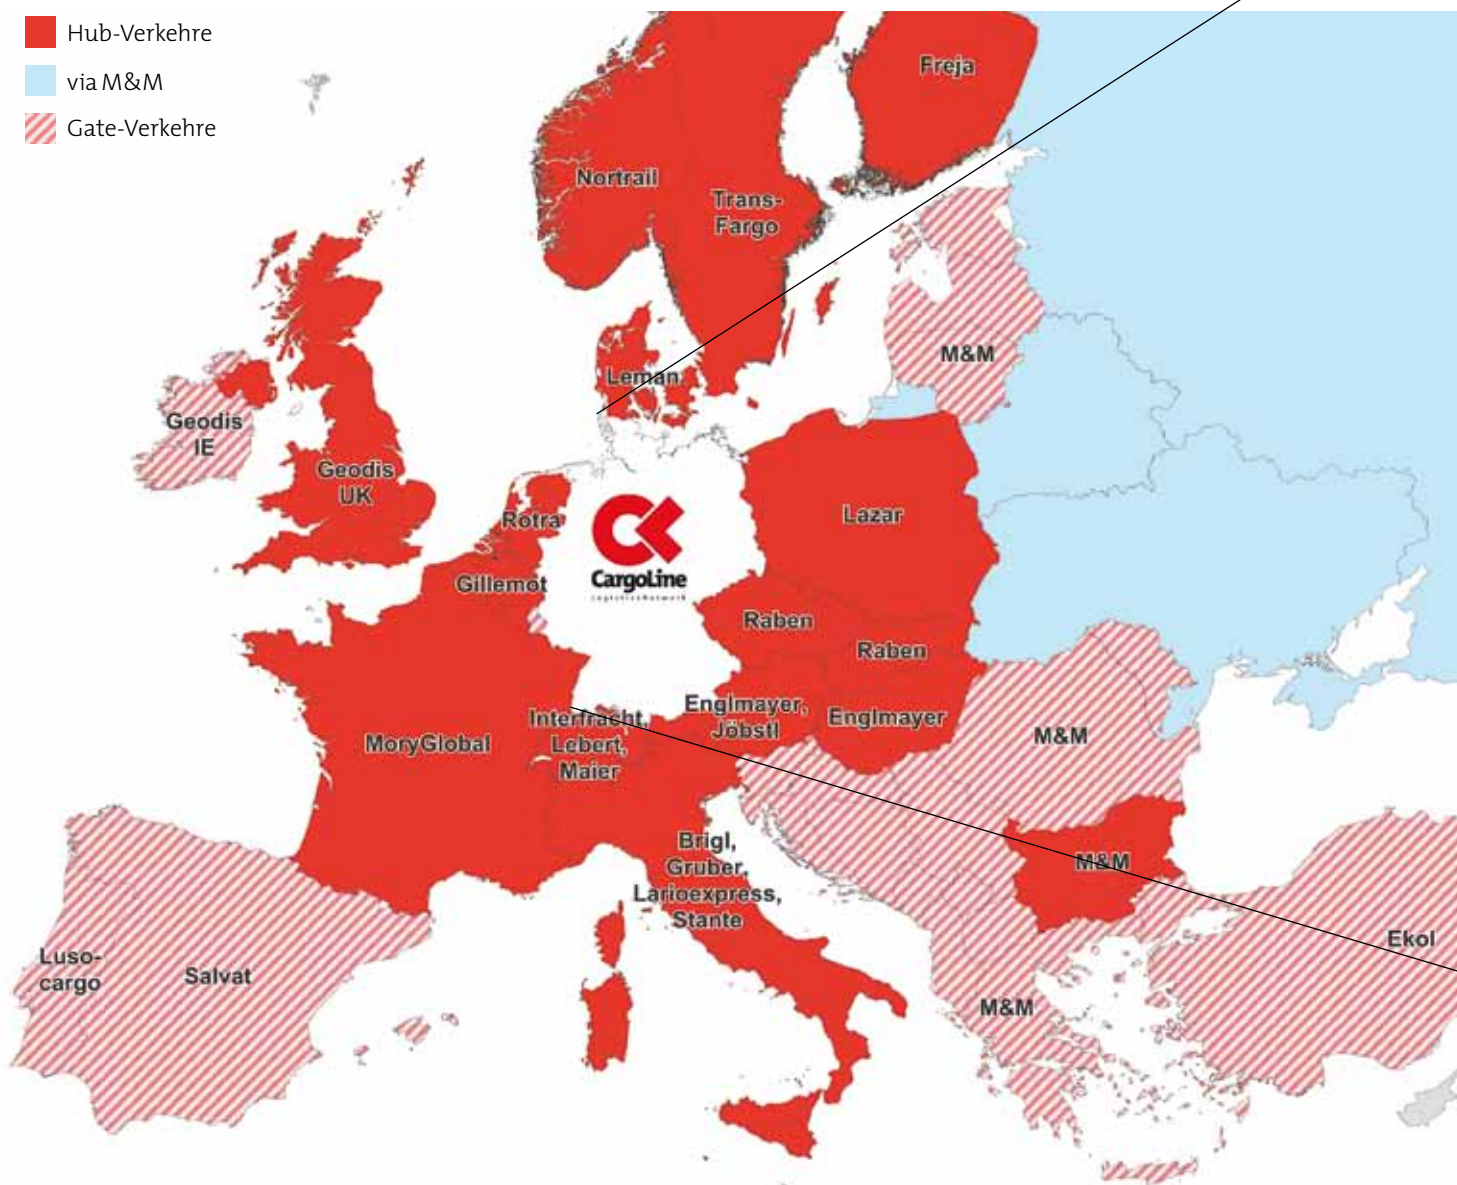 Hub-Verkehre
via M&M
Gate-Verkehre
Freja
Nortrail
Trans-
Fargo
Leman
M&M
Geodis
IE
Geodis
UK
Rotra
Lazar
CargoLine
LogisticsNetwork
Gillemot
Raben
Raben
Englmayer,
Jöbstl
Englmayer
Interfracht,
Lebert,
Maier
MoryGlobal
M&M
Brigl,
Gruber,
Larioexpress,
Stante
M&M
Ekol
Luso-
cargo
Salvat
M&M